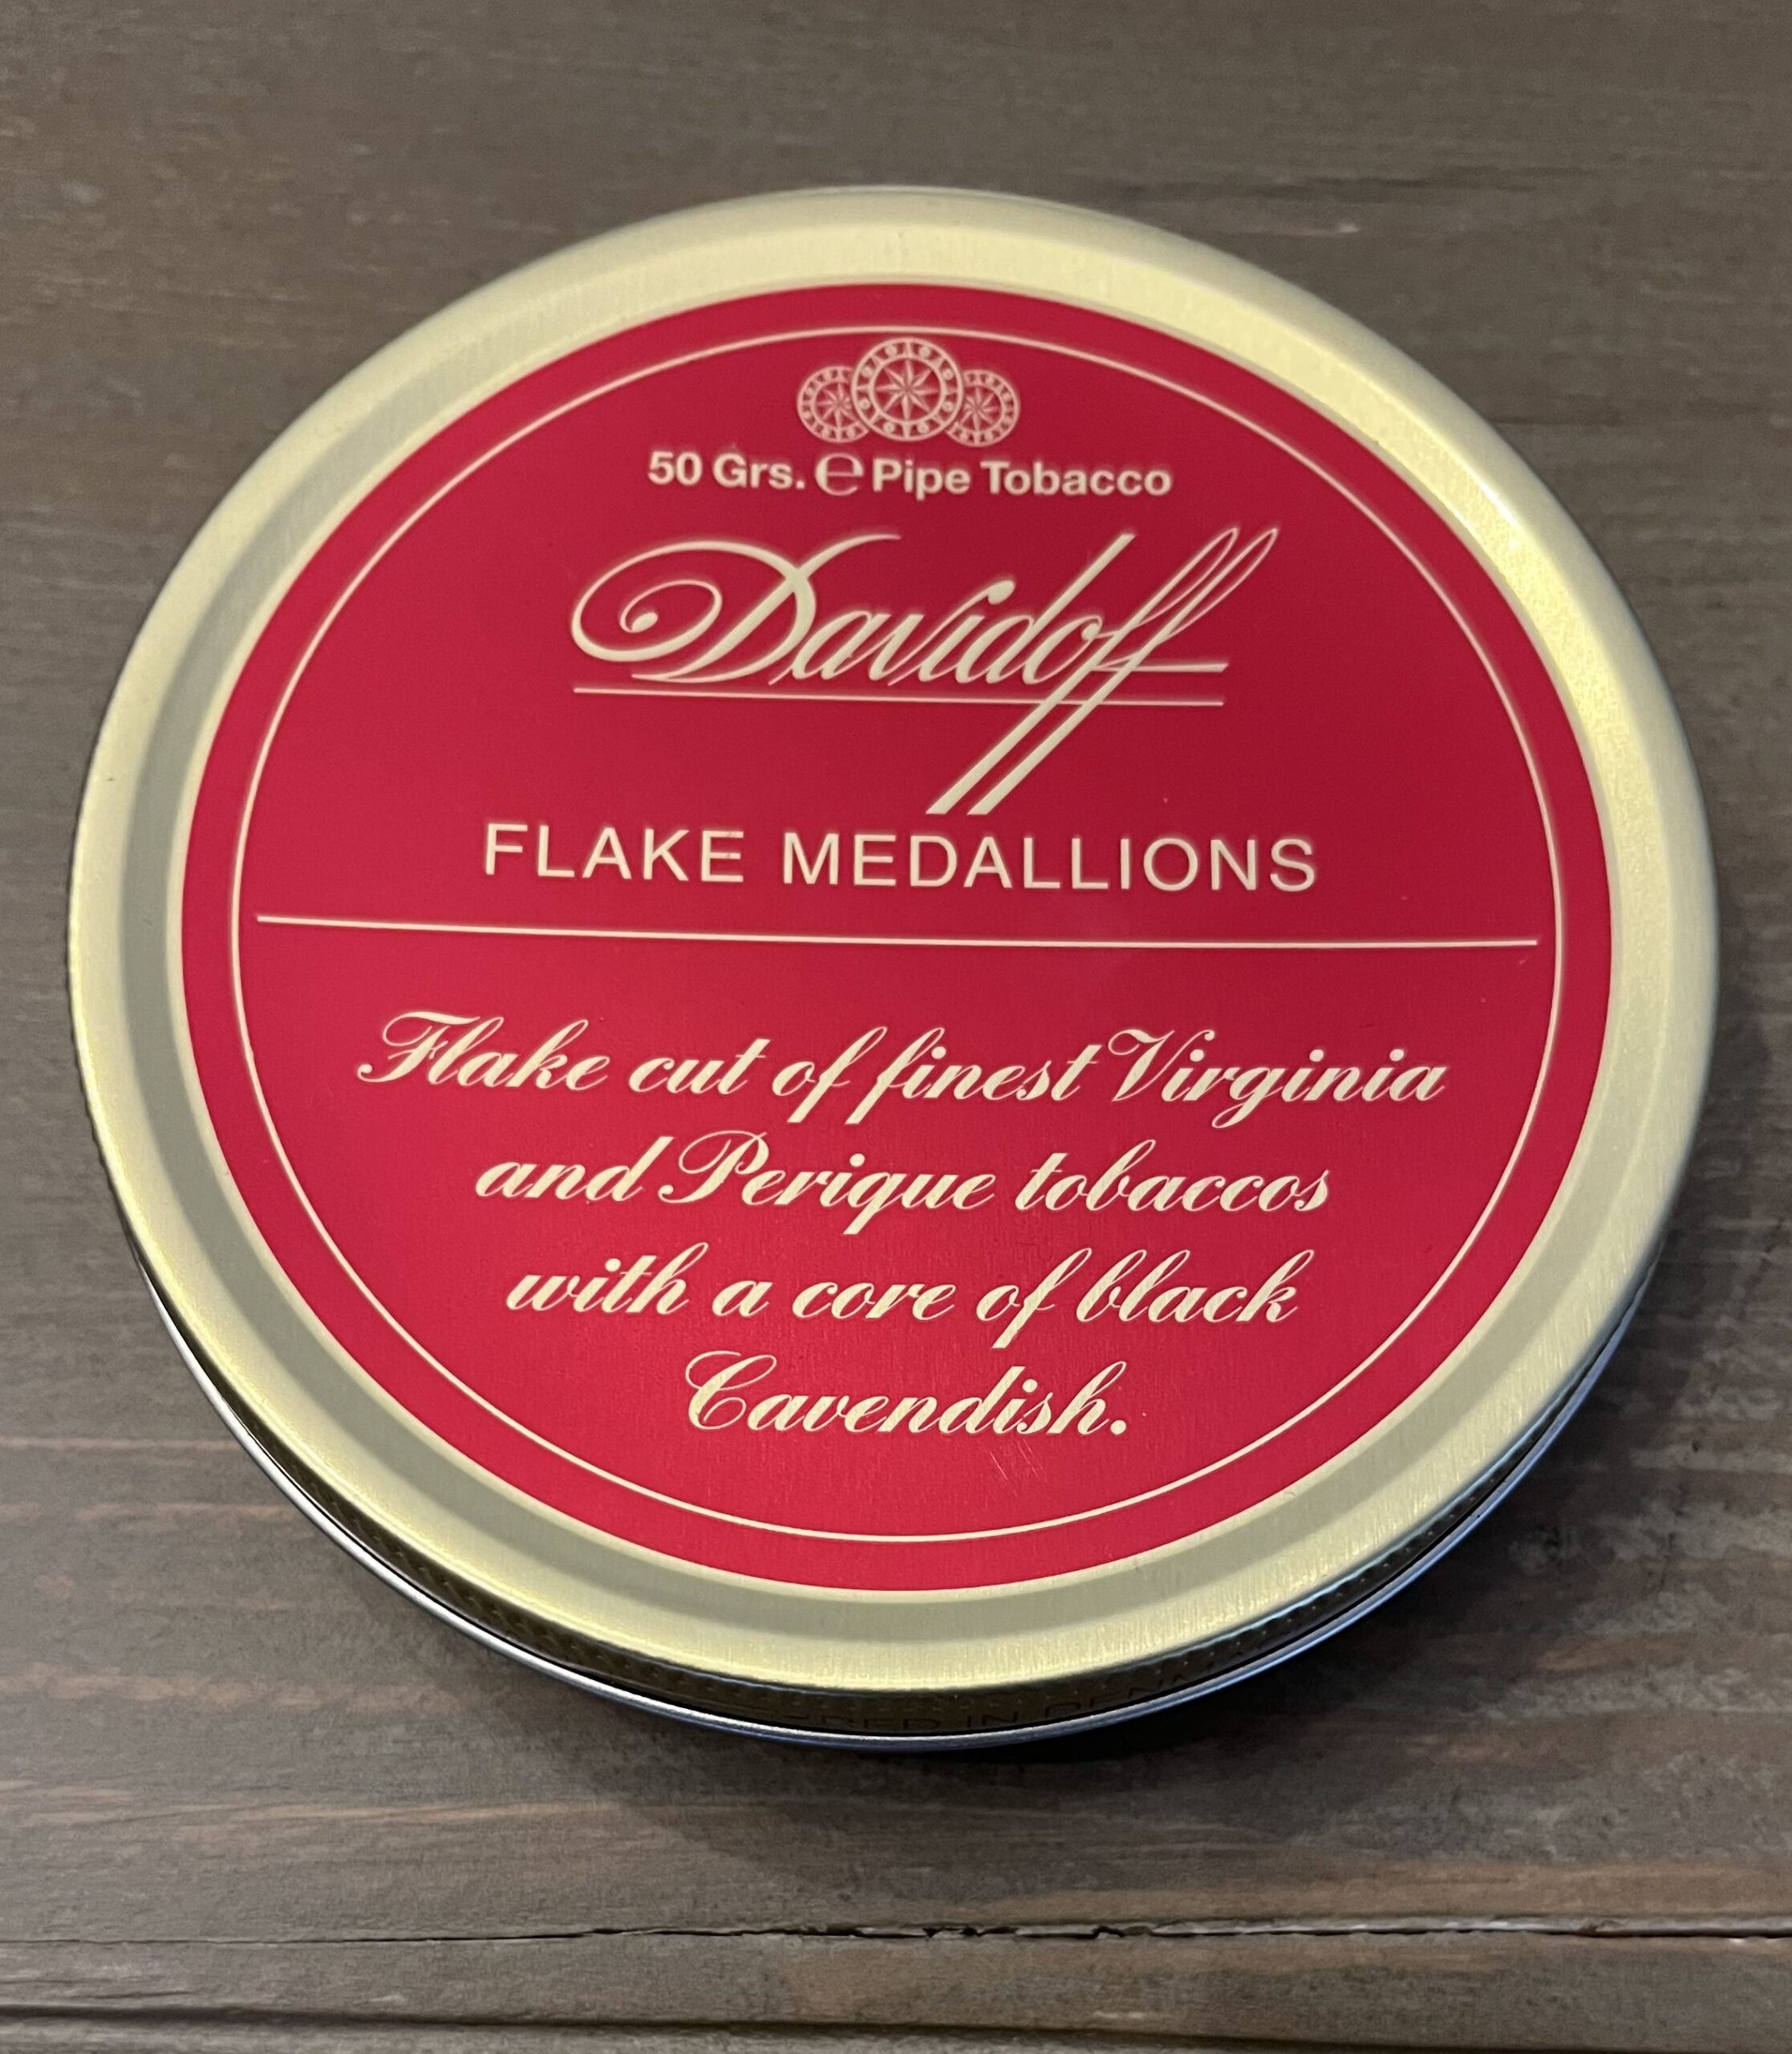 50 Grs. ℮ Pipe Tobacco
Davidoff
FLAKE MEDALLIONS
Flake cut of finest Virginia
and Perique tobaccos
with a core of black
Cavendish.
IN